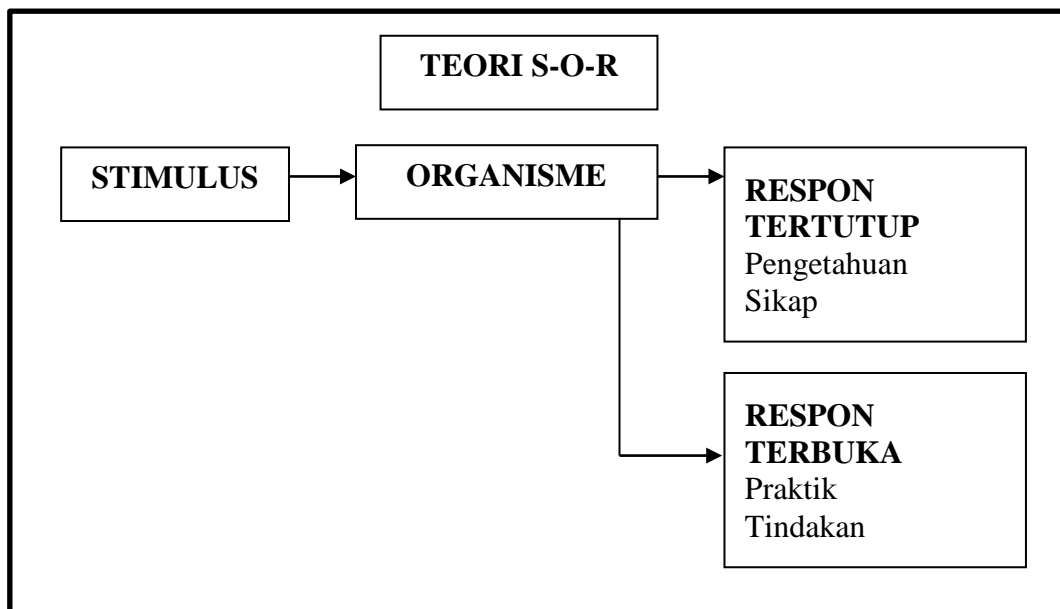 TEORI S-O-R
STIMULUS
ORGANISME
RESPON
TERTUTUP
Pengetahuan
Sikap
RESPON
TERBUKA
Praktik
Tindakan